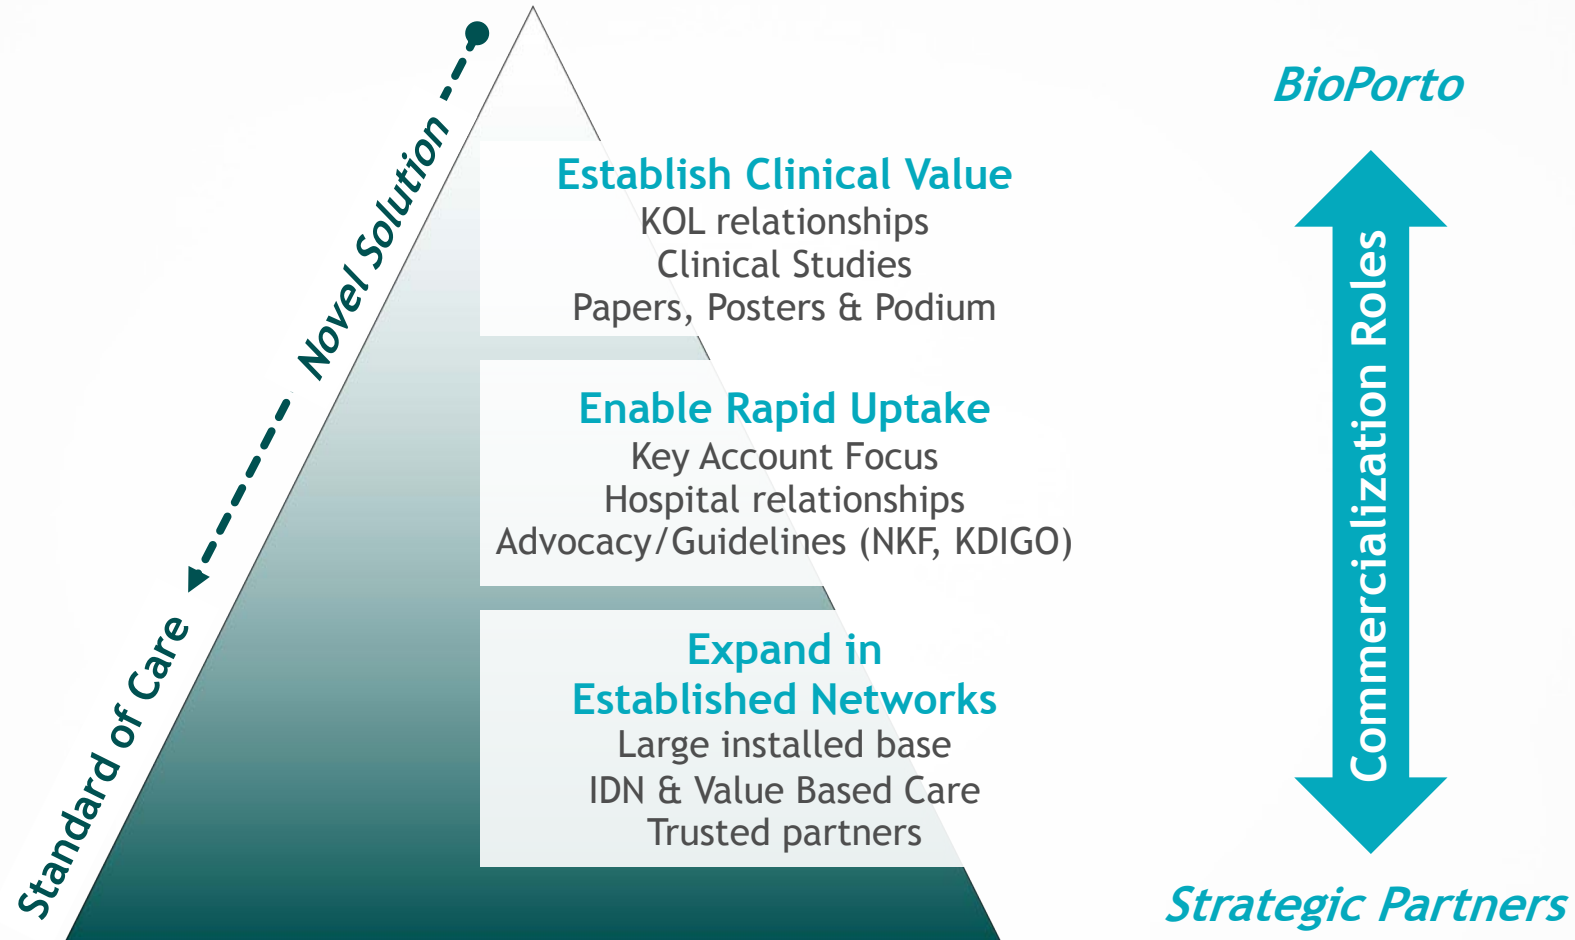 BioPorto
Novel Solution
Establish Clinical Value
KOL relationships
Clinical Studies
Papers, Posters & Podium
Enable Rapid Uptake
Key Account Focus
Hospital relationships
Advocacy/Guidelines (NKF, KDIGO)
Commercialization Roles
Standard of Care
Expand in
Established Networks
Large installed base
IDN & Value Based Care
Trusted partners
Strategic Partners